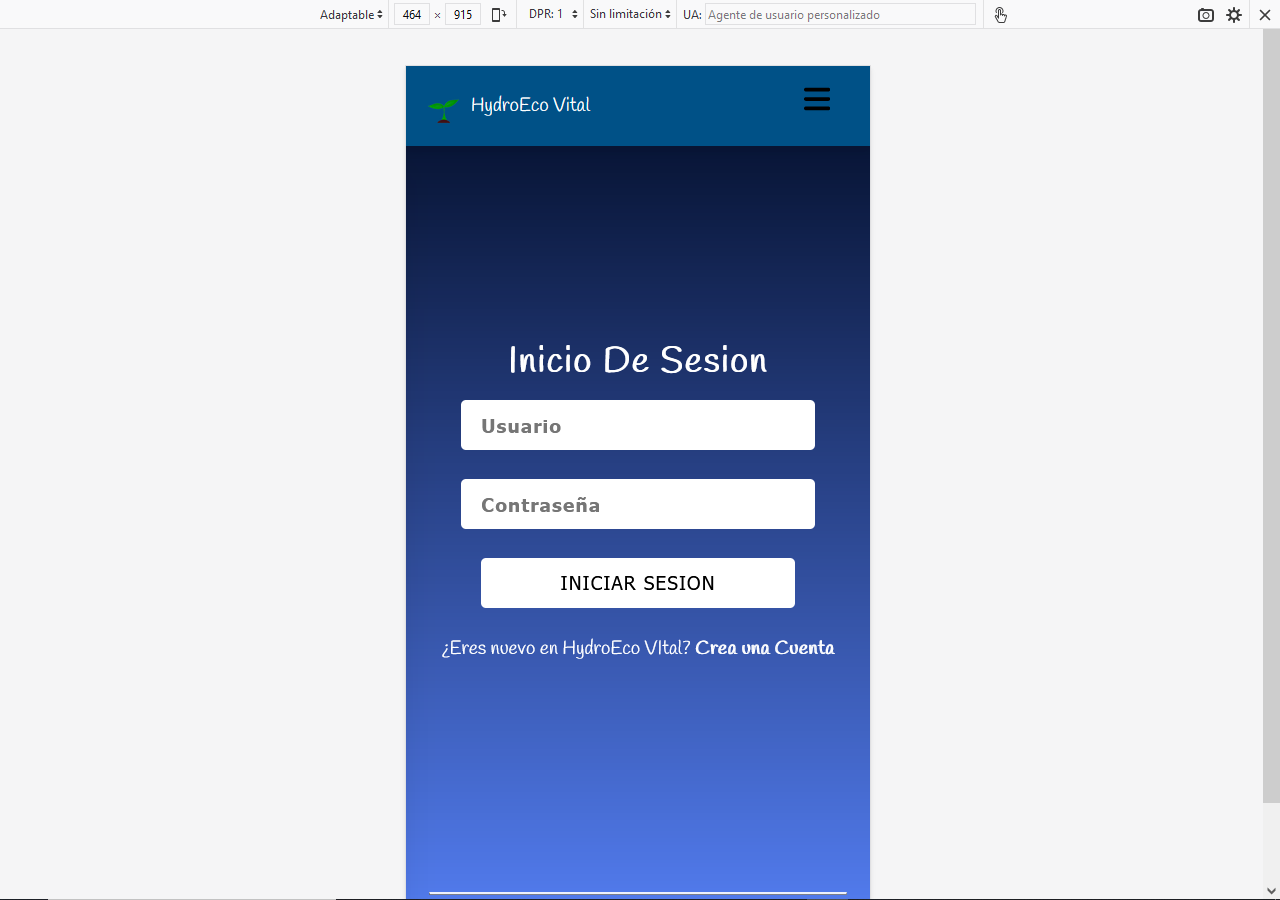 Adaptable 464 × 915 DPR: 1 Sin limitación UA: Agente de usuario personalizado
HydroEco Vital
Inicio De Sesion
Usuario
Contraseña
INICIAR SESION
¿Eres nuevo en HydroEco VItal? Crea una Cuenta